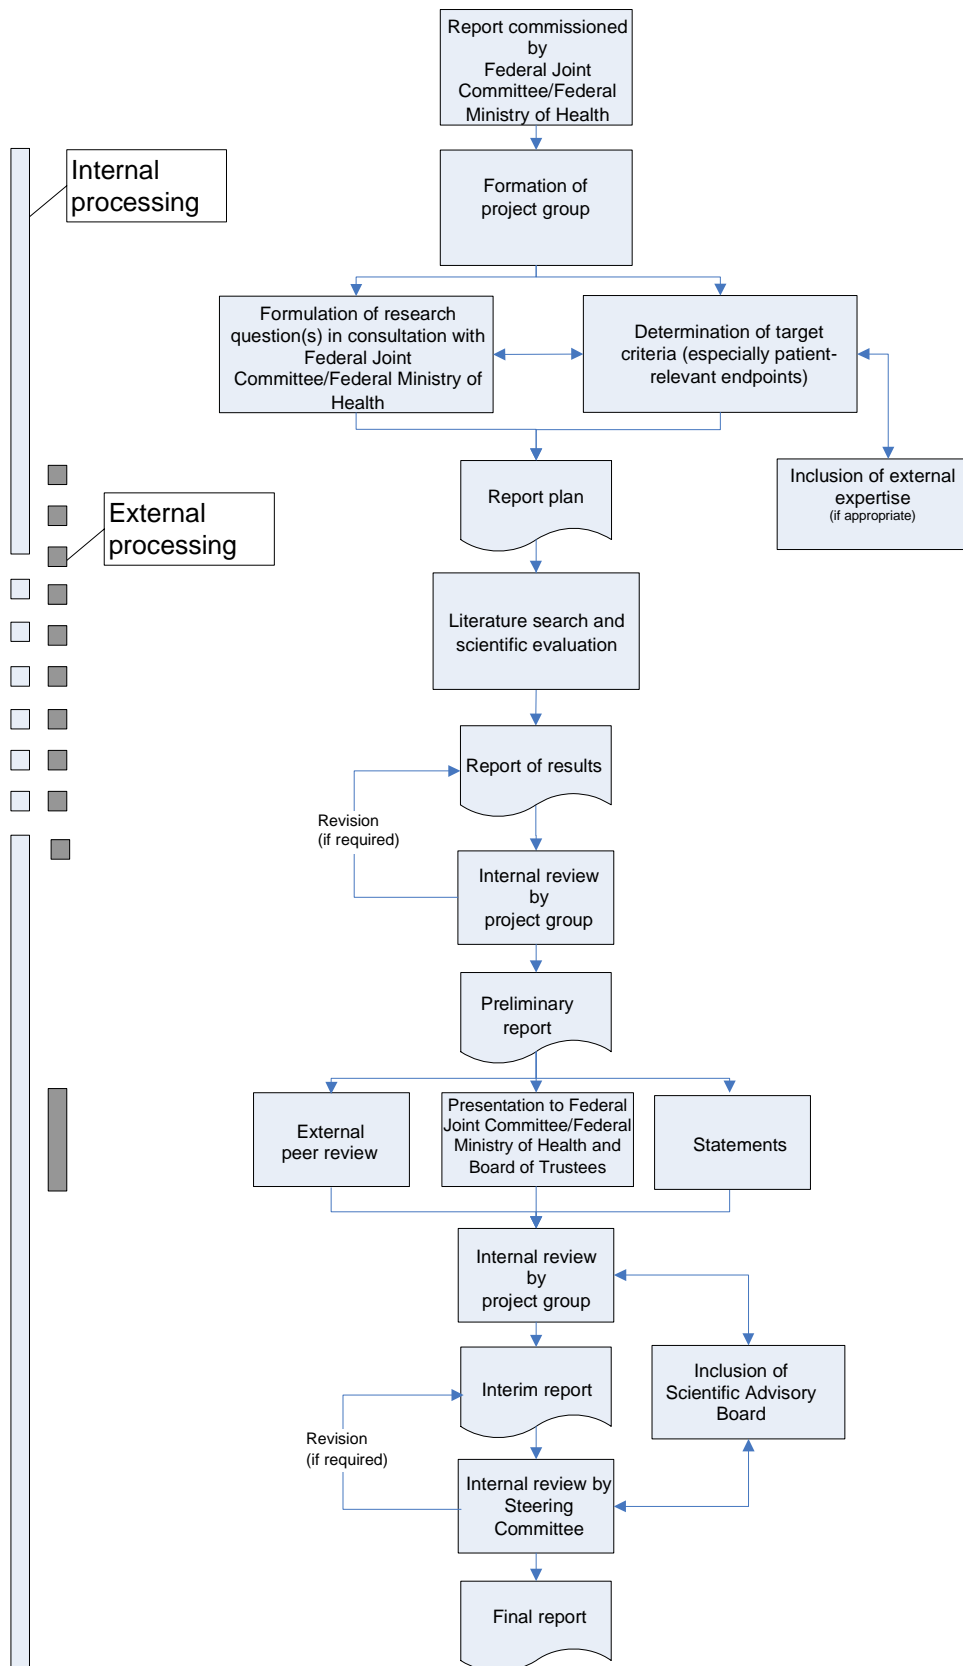 Report commissioned
by
Federal Joint
Committee/Federal
Ministry of Health
Internal
processing
Formation of
project group
Formulation of research
question(s) in consultation with
Federal Joint
Committee/Federal Ministry of
Health
Determination of target
criteria (especially patient-
relevant endpoints)
Report plan
Inclusion of external
expertise
(if appropriate)
External
processing
Literature search and
scientific evaluation
Report of results
Revision
(if required)
Internal review
by
project group
Preliminary
report
External
peer review
Presentation to Federal
Joint Committee/Federal
Ministry of Health and
Board of Trustees
Statements
Internal review
by
project group
Interim report
Inclusion of
Scientific Advisory
Board
Revision
(if required)
Internal review by
Steering
Committee
Final report